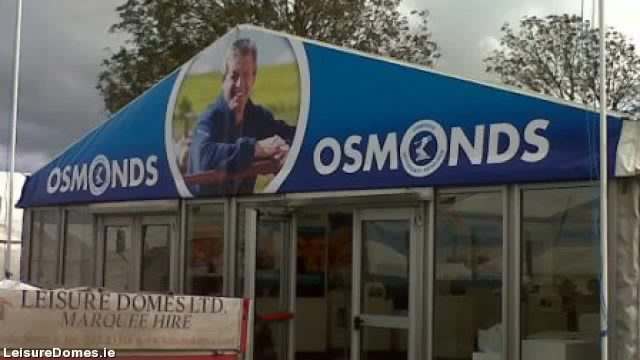 OSMONDS
OSMONDS
LEISURE DOMES LTD.
MARQUEE HIRE
LeisureDomes.ie